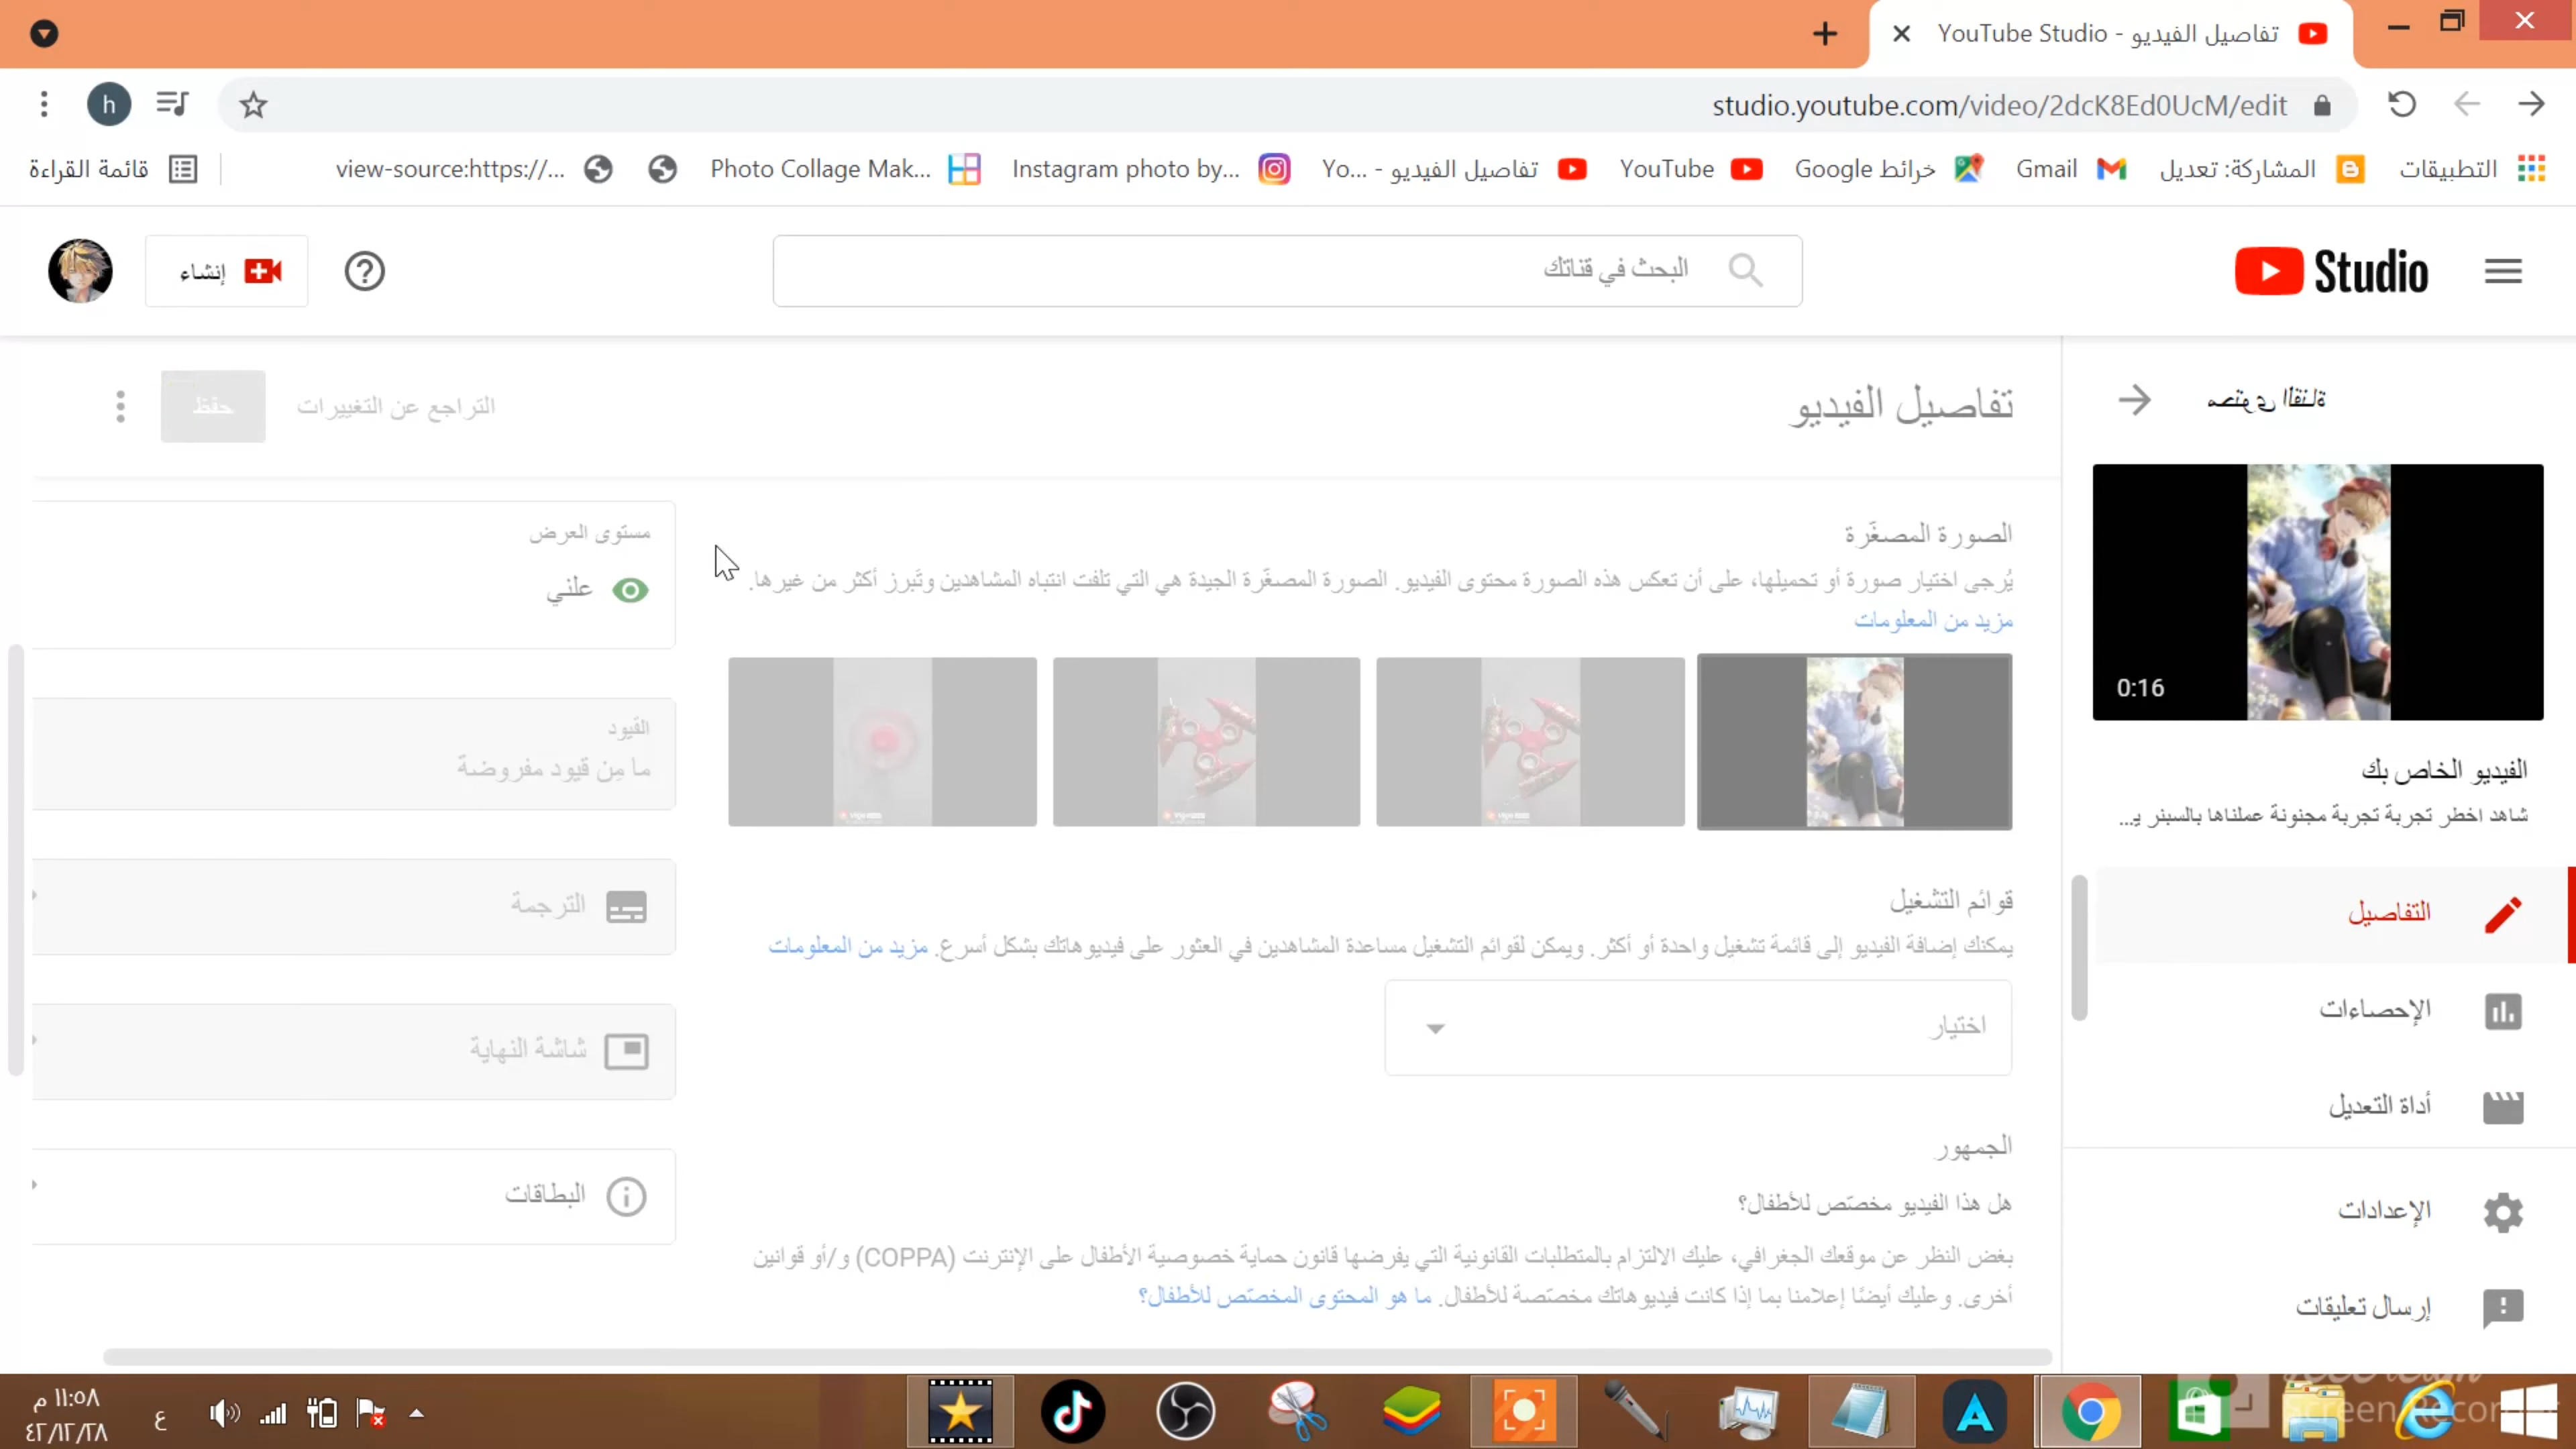 تفاصيل الفيديو - YouTube Studio
studio.youtube.com/video/2dcK8Ed0UcM/edit
h
التطبيقات
المشاركة: تعديل
Gmail
خرائط Google
YouTube
تفاصيل الفيديو - Yo...
Instagram photo by...
Photo Collage Mak...
view-source:https://...
قائمة القراءة
Studio
البحث في قناتك
إنشاء
تفاصيل الفيديو
التراجع عن التغييرات
حفظ
0:16
الفيديو الخاص بك
شاهد اخطر تجربة تجربة مجنونة عملناها بالسبنر يـ...
التفاصيل
الإحصاءات
أداة التعديل
الإعدادات
إرسال تعليقات
الصورة المصغَّرة
يُرجى اختيار صورة أو تحميلها، على أن تعكس هذه الصورة محتوى الفيديو. الصورة المصغَّرة الجيدة هي التي تلفت انتباه المشاهدين وتَبرز أكثر من غيرها.
مزيد من المعلومات
قوائم التشغيل
يمكنك إضافة الفيديو إلى قائمة تشغيل واحدة أو أكثر. ويمكن لقوائم التشغيل مساعدة المشاهدين في العثور على فيديوهاتك بشكل أسرع. مزيد من المعلومات
اختيار
الجمهور
هل هذا الفيديو مخصّص للأطفال؟
بغض النظر عن موقعك الجغرافي، عليك الالتزام بالمتطلبات القانونية التي يفرضها قانون حماية خصوصية الأطفال على الإنترنت (COPPA) و/أو قوانين
أخرى. وعليك أيضًا إعلامنا بما إذا كانت فيديوهاتك مخصّصة للأطفال. ما هو المحتوى المخصّص للأطفال؟
مستوى العرض
علني
القيود
ما مِن قيود مفروضة
الترجمة
شاشة النهاية
البطاقات
Screen Recor
ع
١١:٥٨ م
٤٢/١٢/٢٨